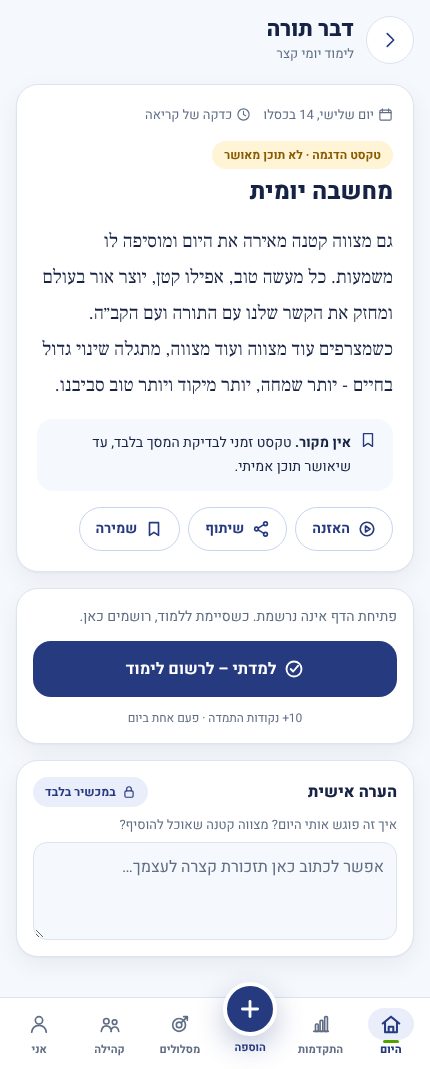 דבר תורה
לימוד יומי קצר
יום שלישי, 14 בכסלו
כדקה של קריאה
טקסט הדגמה · לא תוכן מאושר
מחשבה יומית
גם מצווה קטנה מאירה את היום ומוסיפה לו
משמעות. כל מעשה טוב, אפילו קטן, יוצר אור בעולם
ומחזק את הקשר שלנו עם התורה ועם הקב״ה.
כשמצרפים עוד מצווה ועוד מצווה, מתגלה שינוי גדול
בחיים - יותר שמחה, יותר מיקוד ויותר טוב סביבנו.
אין מקור. טקסט זמני לבדיקת המסך בלבד, עד
שיאושר תוכן אמיתי.
האזנה
שיתוף
שמירה
פתיחת הדף אינה נרשמת. כשסיימת ללמוד, רושמים כאן.
למדתי – לרשום לימוד
+10 נקודות התמדה · פעם אחת ביום
הערה אישית
במכשיר בלבד
איך זה פוגש אותי היום? מצווה קטנה שאוכל להוסיף?
אפשר לכתוב כאן תזכורת קצרה לעצמך...
היום
התקדמות
הוספה
מסלולים
קהילה
אני